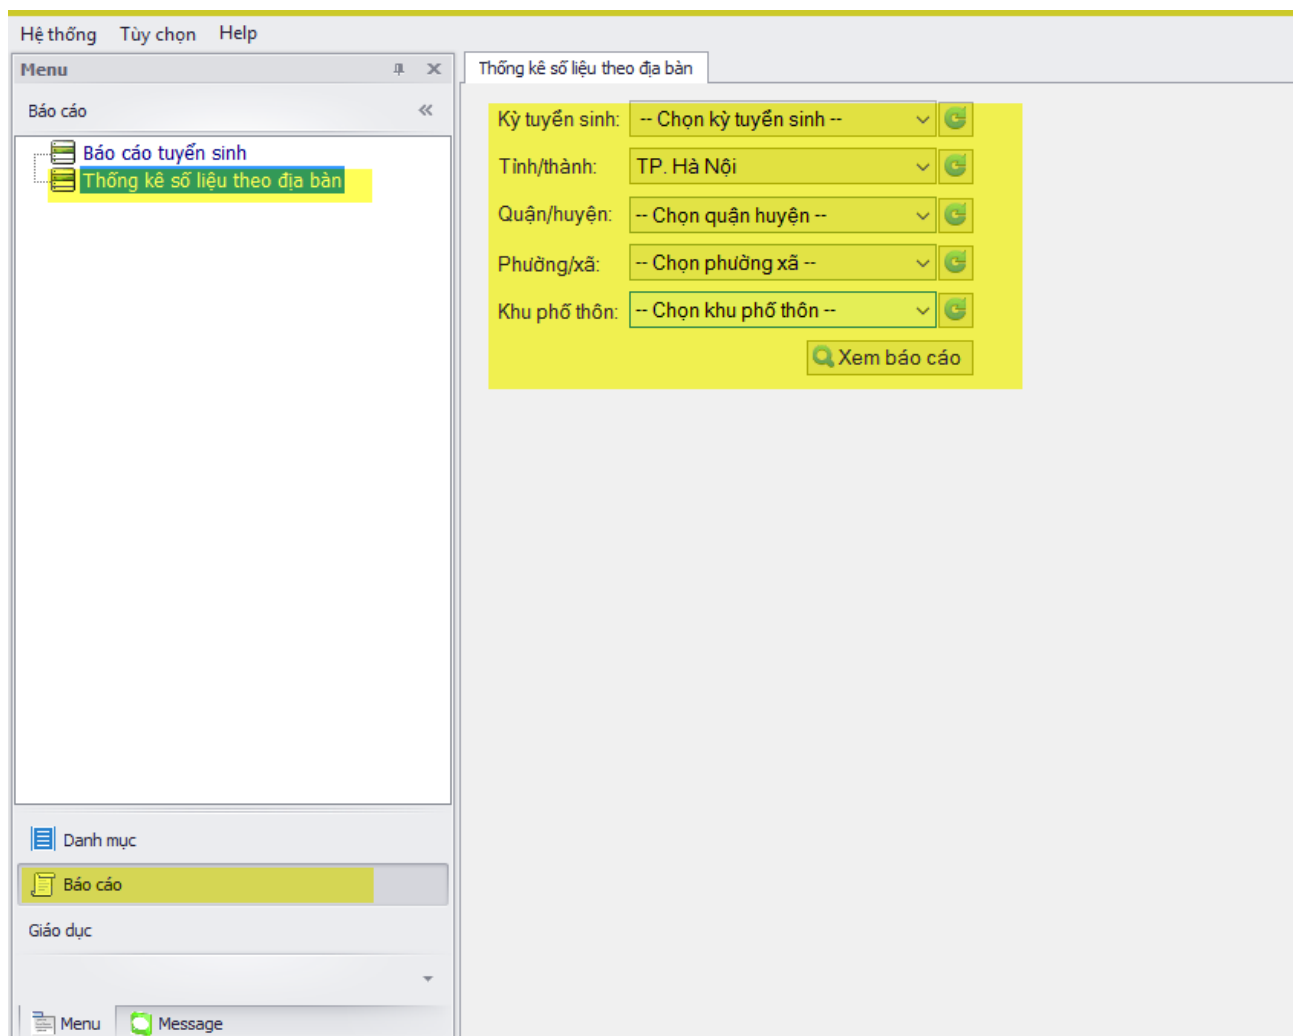 Hệ thống Tùy chọn Help
Menu
Báo cáo
Báo cáo tuyển sinh
Thống kê số liệu theo địa bàn
Danh mục
Báo cáo
Giáo dục
Menu Message
Thống kê số liệu theo địa bàn
Kỳ tuyển sinh: -- Chọn kỳ tuyển sinh --
Tỉnh/thành: TP. Hà Nội
Quận/huyện: -- Chọn quận huyện --
Phường/xã: -- Chọn phường xã --
Khu phố thôn: -- Chọn khu phố thôn --
Xem báo cáo